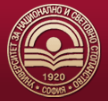 УНИВЕРСИТЕТ ЗА НАЦИОНАЛНО И СВЕТОВНО СТОПАНСТВО
1920
• СОФИЯ •